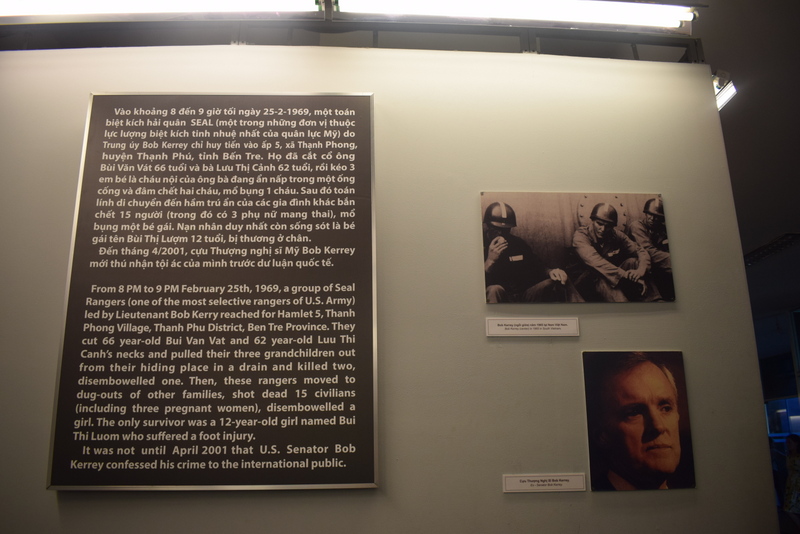 Vào khoảng 8 đến 9 giờ tối ngày 25-2-1969, một toán
biệt kích hải quân SEAL (một trong những đơn vị thuộc
lực lượng biệt kích tinh nhuệ nhất của quân lực Mỹ) do
Trung úy Bob Kerrey chỉ huy tiến vào ấp 5, xã Thạnh Phong,
huyện Thạnh Phú, tỉnh Bến Tre. Họ đã cắt cổ ông
Bùi Văn Vát 66 tuổi và bà Lưu Thị Cảnh 62 tuổi, rồi kéo 3
em bé là cháu nội của ông bà đang ẩn nấp trong một ống
cống và đâm chết hai cháu, mổ bụng 1 cháu. Sau đó toán
lính di chuyển đến hầm trú ẩn của các gia đình khác bắn
chết 15 người (trong đó có 3 phụ nữ mang thai), mổ
bụng một bé gái. Nạn nhân duy nhất còn sống sót là bé
gái tên Bùi Thị Lượm 12 tuổi, bị thương ở chân.
Đến tháng 4/2001, cựu Thượng nghị sĩ Mỹ Bob Kerrey
mới thú nhận tội ác của mình trước dư luận quốc tế.
From 8 PM to 9 PM February 25th, 1969, a group of Seal
Rangers (one of the most selective rangers of U.S. Army)
led by Lieutenant Bob Kerry reached for Hamlet 5, Thanh
Phong Village, Thanh Phu District, Ben Tre Province. They
cut 66 year-old Bui Van Vat and 62 year-old Luu Thi
Canh's necks and pulled their three grandchildren out
from their hiding place in a drain and killed two,
disembowelled one. Then, these rangers moved to
dug-outs of other families, shot dead 15 civilians
(including three pregnant women), disembowelled a
girl. The only survivor was a 12-year-old girl named Bui
Thi Luom who suffered a foot injury.
It was not until April 2001 that U.S. Senator Bob
Kerrey confessed his crime to the international public.
Cựu Thượng Nghị Sĩ Bob Kerrey